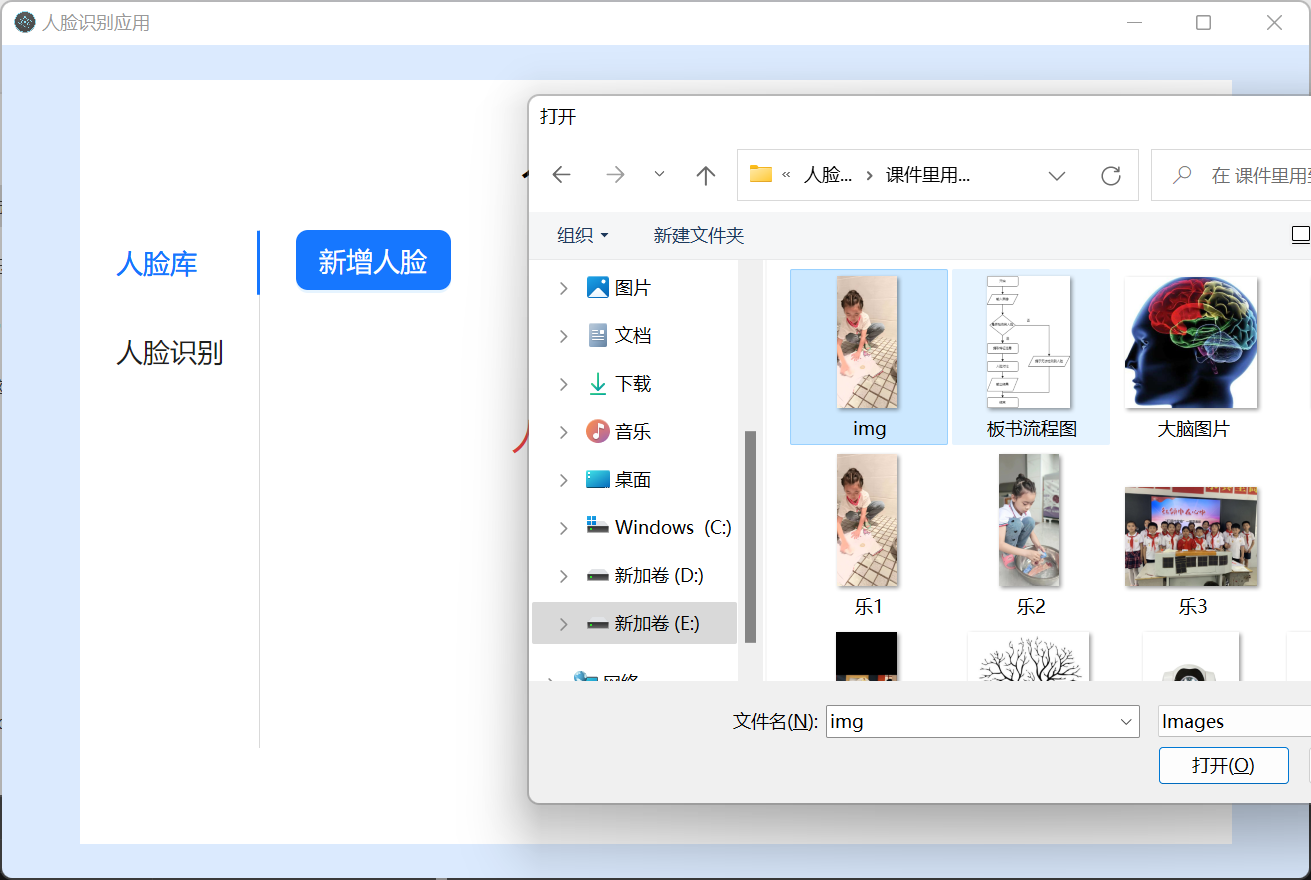 人脸识别应用
打开
« 人脸... › 课件里用...
在 课件里用
组织
新建文件夹
人脸库
新增人脸
人脸识别
图片
文档
下载
音乐
桌面
Windows (C:)
新加卷 (D:)
新加卷 (E:)
网络
img
板书流程图
大脑图片
乐1
乐2
乐3
文件名(N):
img
Images
打开(O)